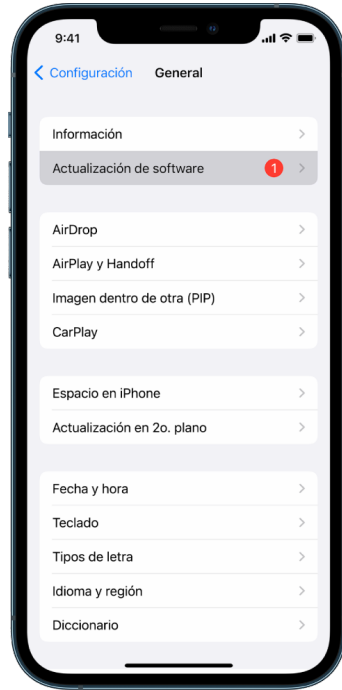 9:41
Configuración General
Información
Actualización de software 1
AirDrop
AirPlay y Handoff
Imagen dentro de otra (PIP)
CarPlay
Espacio en iPhone
Actualización en 2o. plano
Fecha y hora
Teclado
Tipos de letra
Idioma y región
Diccionario